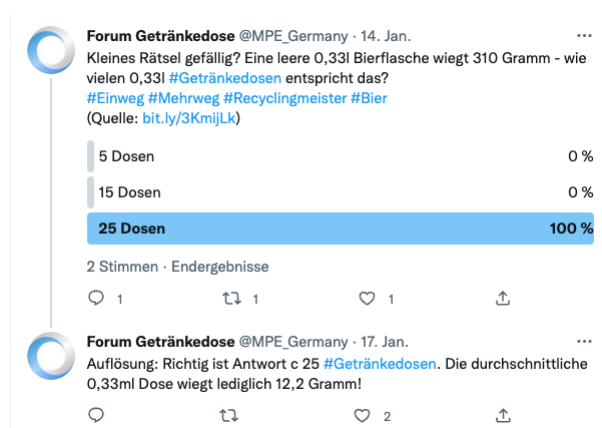 Forum Getränkedose @MPE_Germany · 14. Jan.
Kleines Rätsel gefällig? Eine leere 0,33l Bierflasche wiegt 310 Gramm - wie
vielen 0,33l #Getränkedosen entspricht das?
#Einweg #Mehrweg #Recyclingmeister #Bier
(Quelle: bit.ly/3KmijLk)
5 Dosen 0 %
15 Dosen 0 %
25 Dosen 100 %
2 Stimmen · Endergebnisse
1 1 1
Forum Getränkedose @MPE_Germany · 17. Jan.
Auflösung: Richtig ist Antwort c 25 #Getränkedosen. Die durchschnittliche
0,33ml Dose wiegt lediglich 12,2 Gramm!
2